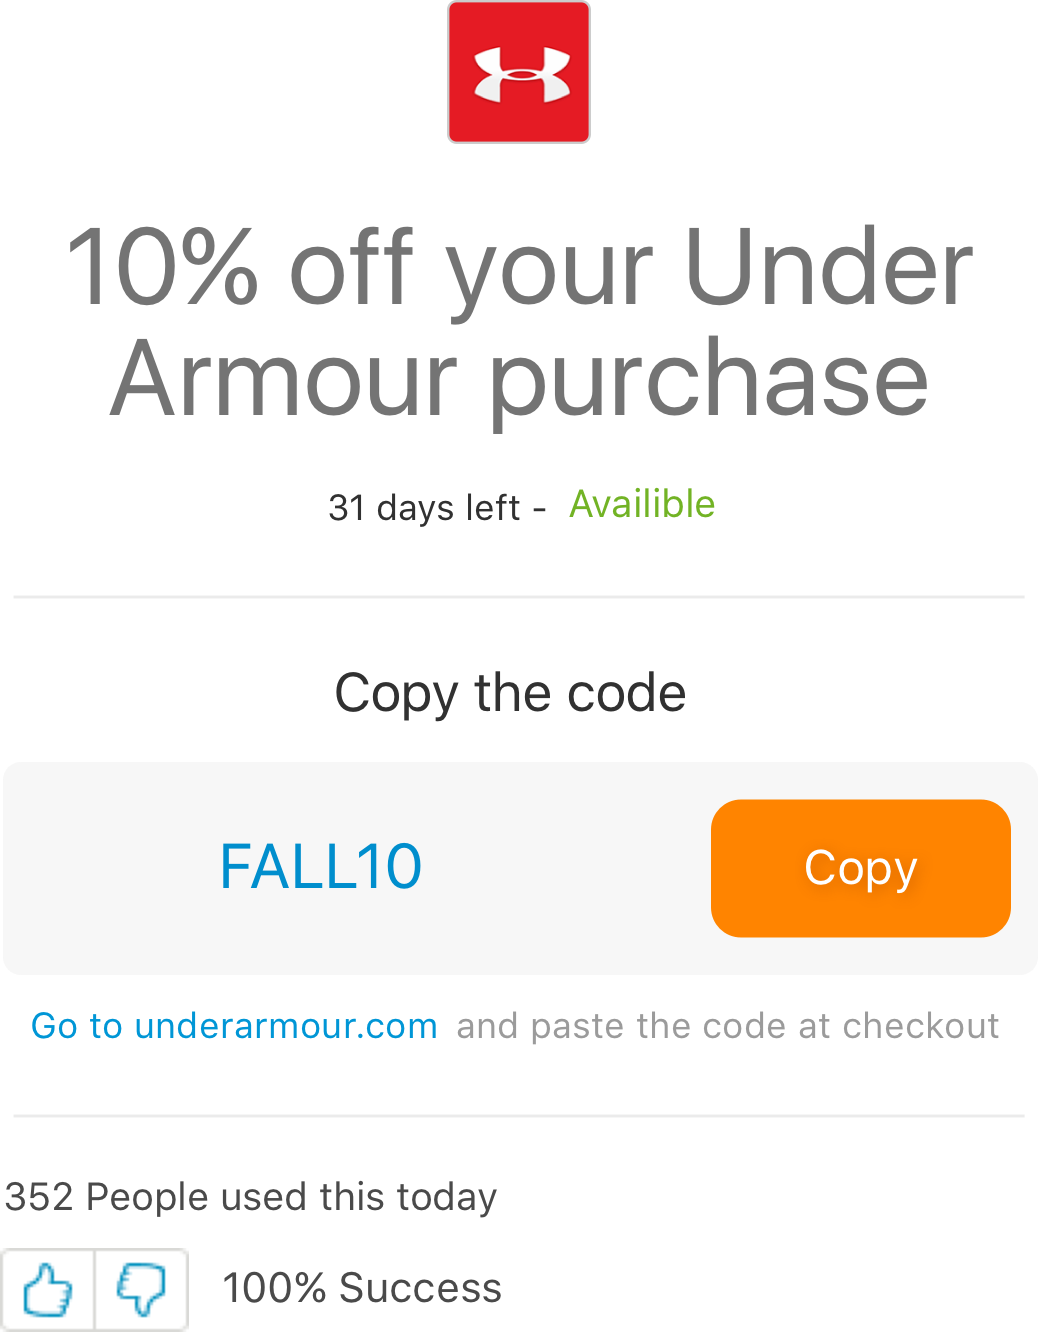 10% off your Under
Armour purchase
31 days left - Availible
Copy the code
FALL10
Copy
Go to underarmour.com and paste the code at checkout
352 People used this today
100% Success